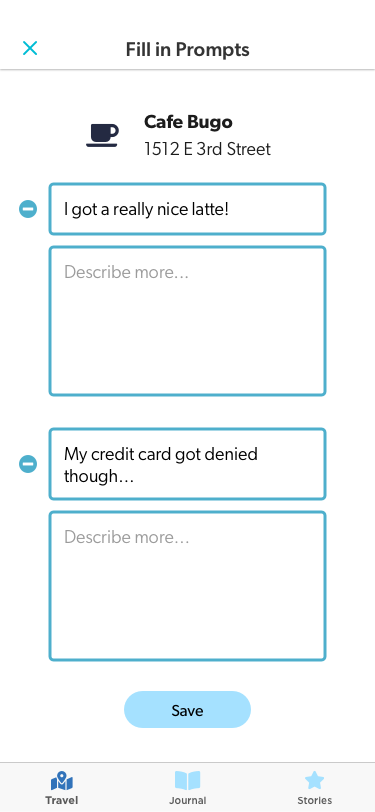 Fill in Prompts
Cafe Bugo
1512 E 3rd Street
I got a really nice latte!
Describe more...
My credit card got denied
though...
Describe more...
Save
Travel
Journal
Stories